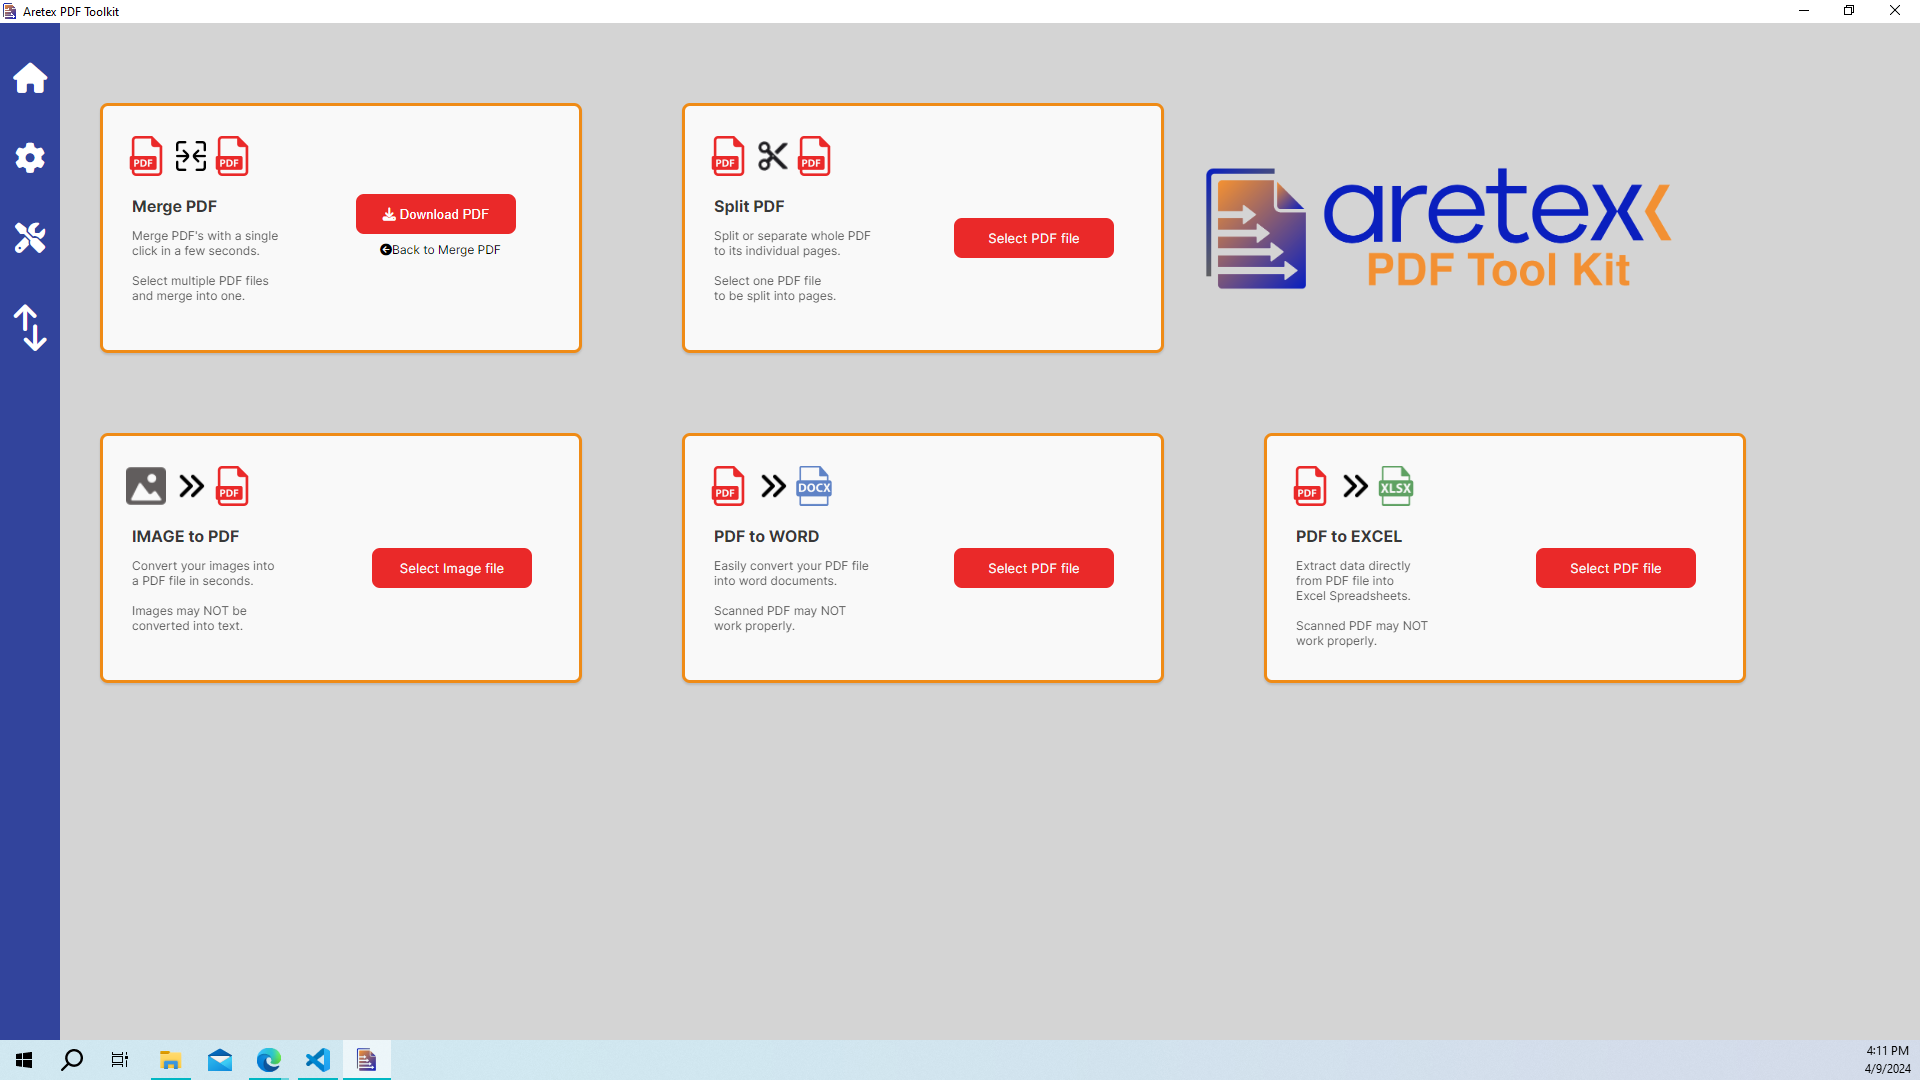 Aretex PDF Toolkit
PDF
PDF
Merge PDF
Merge PDF's with a single
click in a few seconds.
Select multiple PDF files
and merge into one.
Download PDF
Back to Merge PDF
PDF
PDF
Split PDF
Split or separate whole PDF
to its individual pages.
Select one PDF file
to be split into pages.
Select PDF file
aretex
PDF Tool Kit
PDF
IMAGE to PDF
Convert your images into
a PDF file in seconds.
Images may NOT be
converted into text.
Select Image file
PDF
DOCX
PDF to WORD
Easily convert your PDF file
into word documents.
Scanned PDF may NOT
work properly.
Select PDF file
PDF
XLSX
PDF to EXCEL
Extract data directly
from PDF file into
Excel Spreadsheets.
Scanned PDF may NOT
work properly.
Select PDF file
4:11 PM
4/9/2024